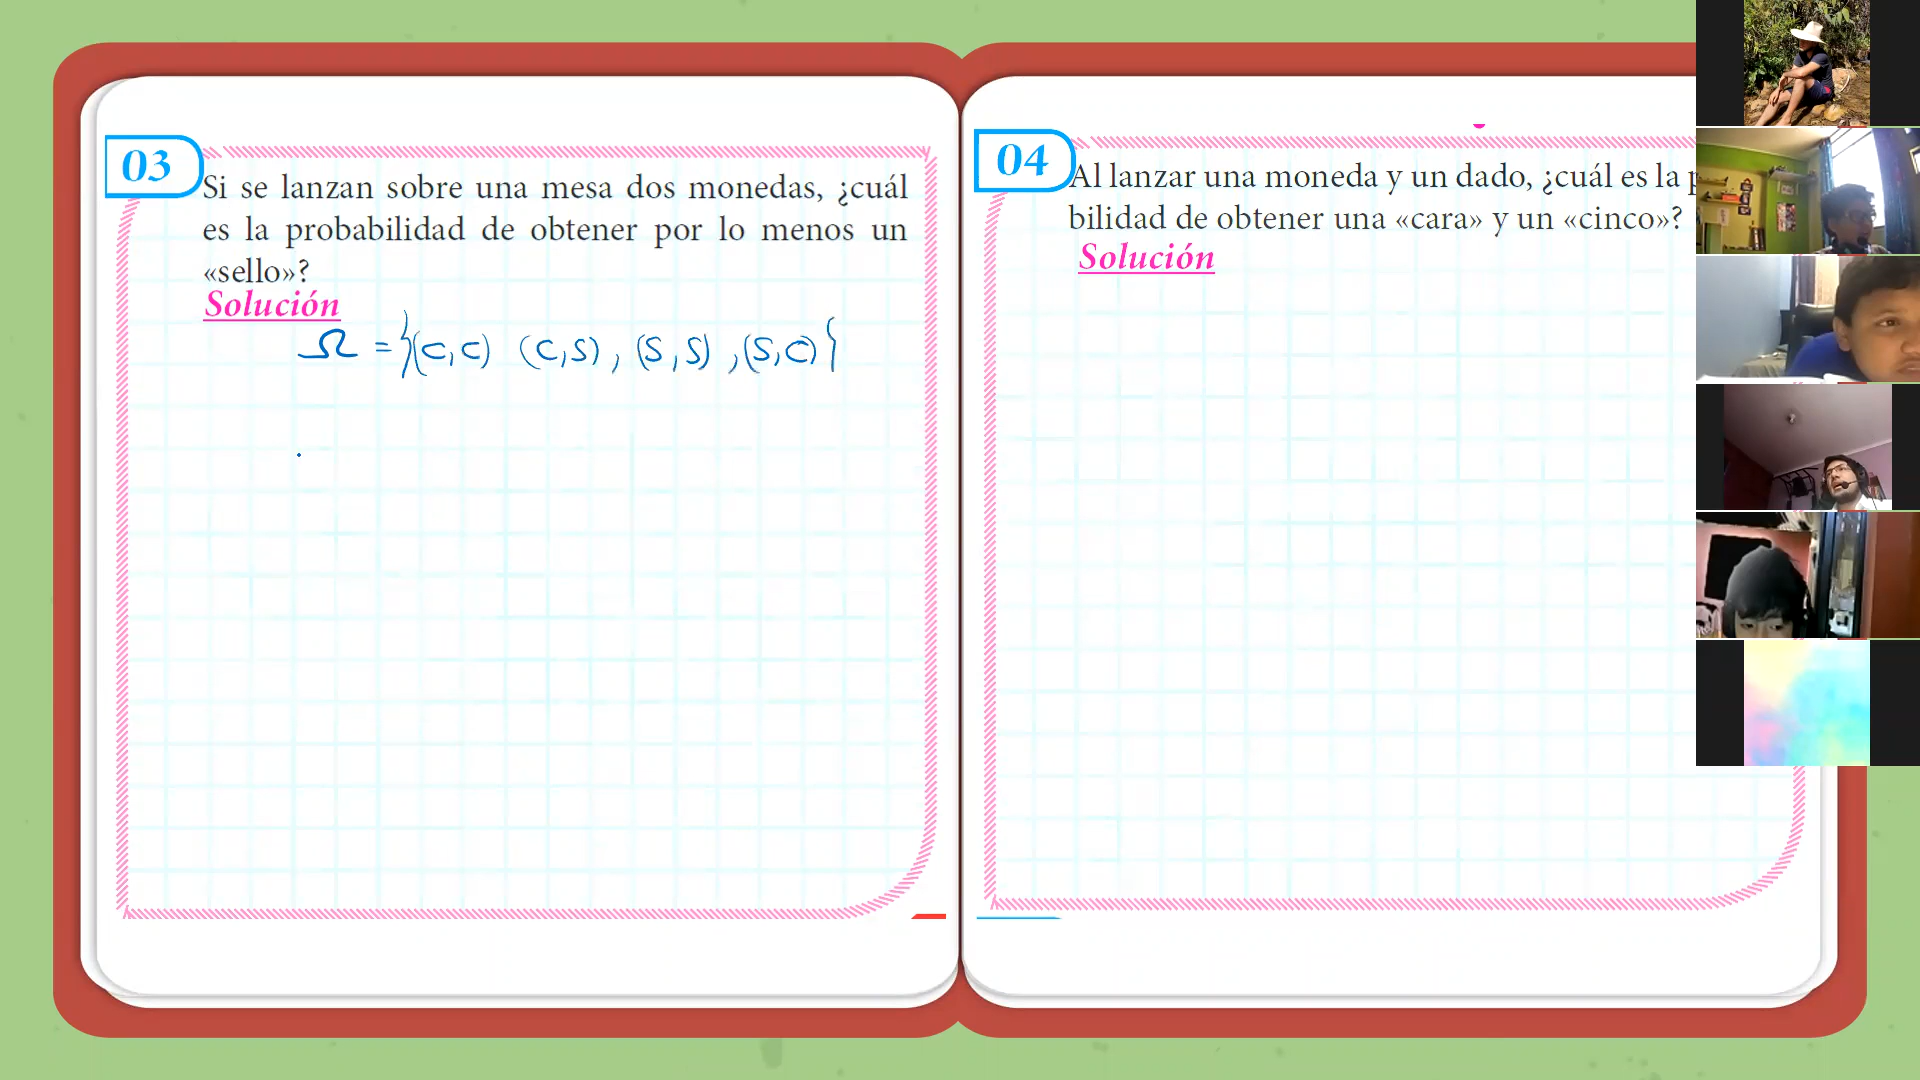 03
Si se lanzan sobre una mesa dos monedas, ¿cuál
es la probabilidad de obtener por lo menos un
«sello»?
Solución
Ω = }(C,C) (C,S), (S,S), (S,C){
04
Al lanzar una moneda y un dado, ¿cuál es la p
bilidad de obtener una «cara» y un «cinco»?
Solución